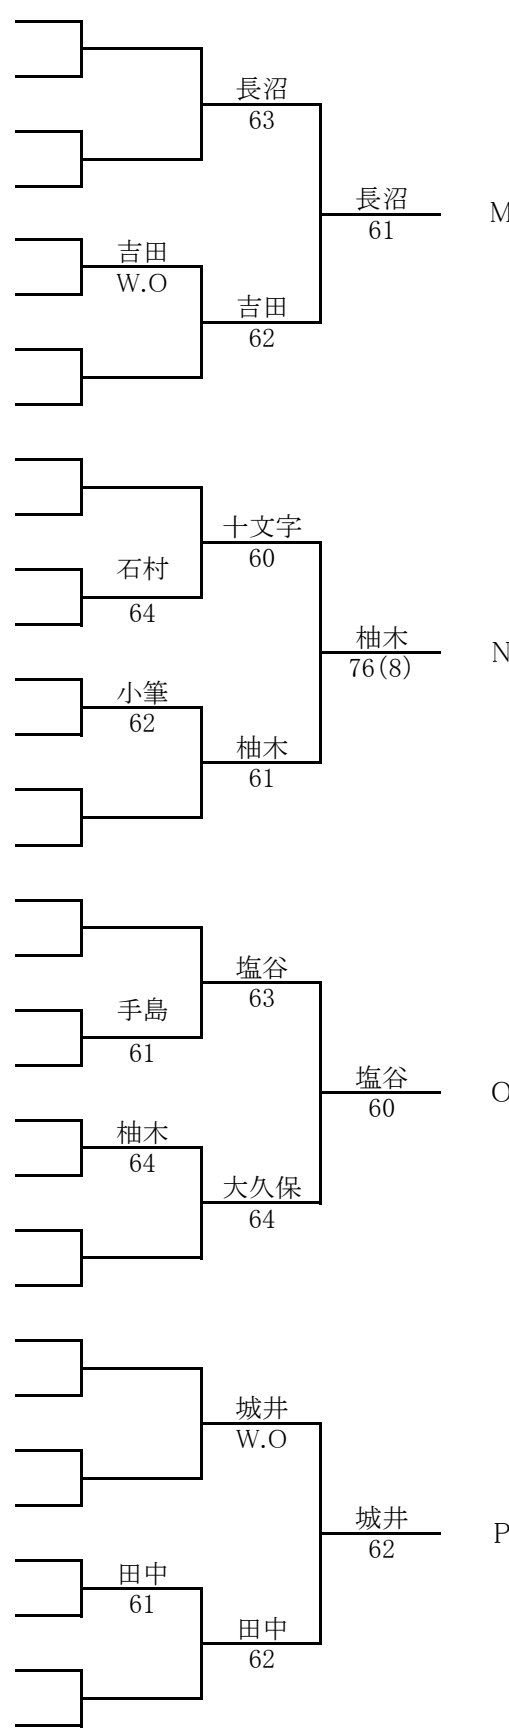 長沼
63
長沼
61
M
吉田
W.O
吉田
62
十文字
60
石村
64
柚木
76(8)
N
小筆
62
柚木
61
塩谷
63
手島
61
塩谷
60
O
柚木
64
大久保
64
城井
W.O
城井
62
P
田中
61
田中
62